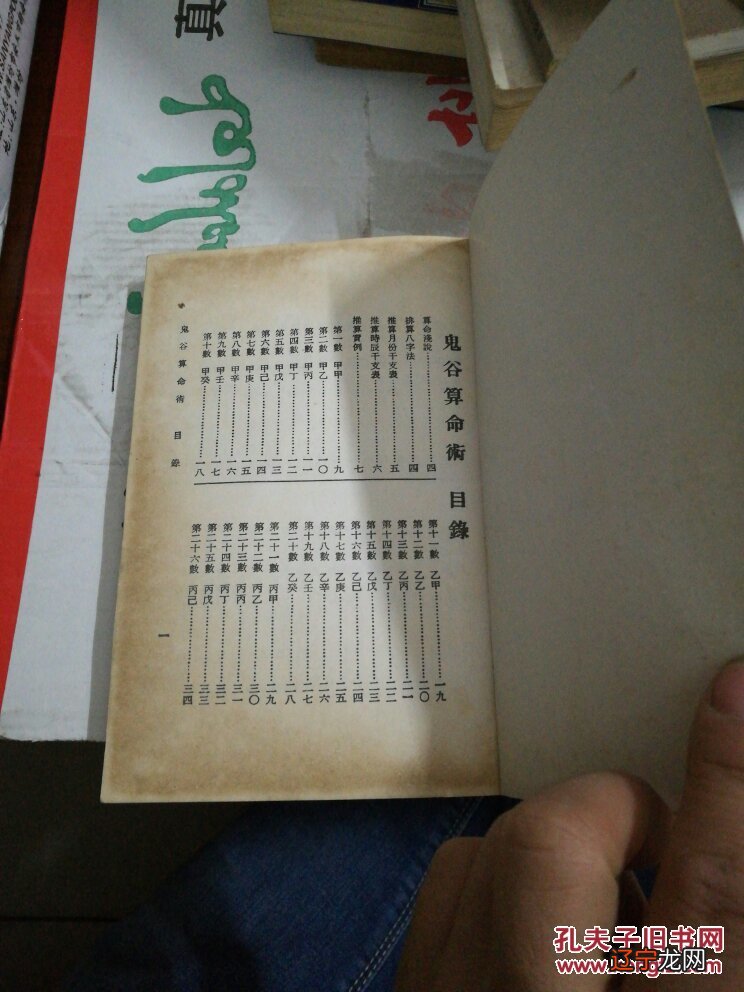 鬼谷算命術 目錄
算命淺說…………四
排算八字法…………四
推算月份干支表…………五
推算時辰干支表…………六
推算實例…………七
第一數 甲甲…………九
第二數 甲乙…………一〇
第三數 甲丙…………一一
第四數 甲丁…………一二
第五數 甲戊…………一三
第六數 甲己…………一四
第七數 甲庚…………一五
第八數 甲辛…………一六
第九數 甲壬…………一七
第十數 甲癸…………一八
第十一數 乙甲…………一九
第十二數 乙乙…………二〇
第十三數 乙丙…………二一
第十四數 乙丁…………二二
第十五數 乙戊…………二三
第十六數 乙己…………二四
第十七數 乙庚…………二五
第十八數 乙辛…………二六
第十九數 乙壬…………二七
第二十數 乙癸…………二八
第二十一數 丙甲…………二九
第二十二數 丙乙…………三〇
第二十三數 丙丙…………三一
第二十四數 丙丁…………三二
第二十五數 丙戊…………三三
第二十六數 丙己…………三四
鬼谷算命術 目錄
一
真
孔夫子旧书网
辽宁龙网